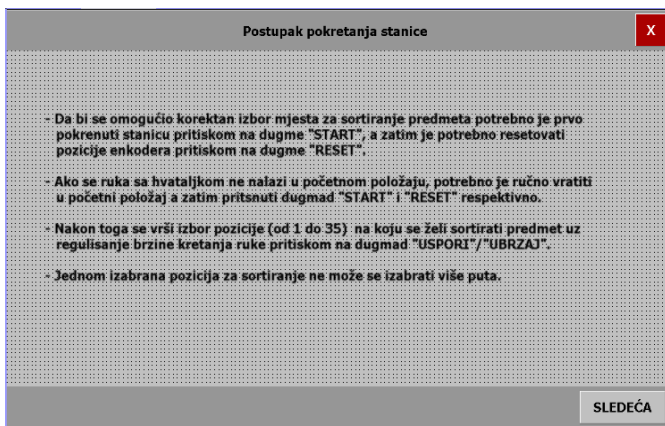 Postupak pokretanja stanice
X
- Da bi se omogućio korektan izbor mjesta za sortiranje predmeta potrebno je prvo
pokrenuti stanicu pritiskom na dugme "START", a zatim je potrebno resetovati
pozicije enkodera pritiskom na dugme "RESET".
- Ako se ruka sa hvataljkom ne nalazi u početnom položaju, potrebno je ručno vratiti
u početni položaj a zatim pritsnuti dugmad "START" i "RESET" respektivno.
- Nakon toga se vrši izbor pozicije (od 1 do 35) na koju se želi sortirati predmet uz
regulisanje brzine kretanja ruke pritiskom na dugmad "USPORI"/"UBRZAJ".
- Jednom izabrana pozicija za sortiranje ne može se izabrati više puta.
SLEDEĆA